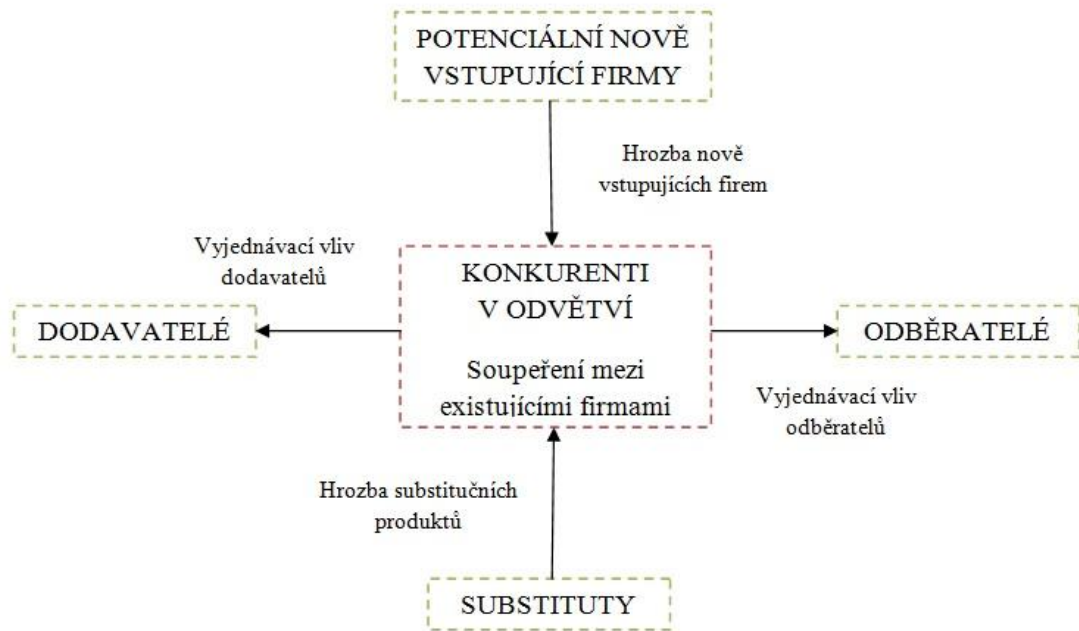 POTENCIÁLNÍ NOVĚ
VSTUPUJÍCÍ FIRMY
Hrozba nově
vstupujících firem
Vyjednávací vliv
dodavatelů
KONKURENTI
V ODVĚTVÍ
DODAVATELÉ
ODBĚRATELÉ
Soupeření mezi
existujícími firmami
Vyjednávací vliv
odběratelů
Hrozba substitučních
produktů
SUBSTITUTY